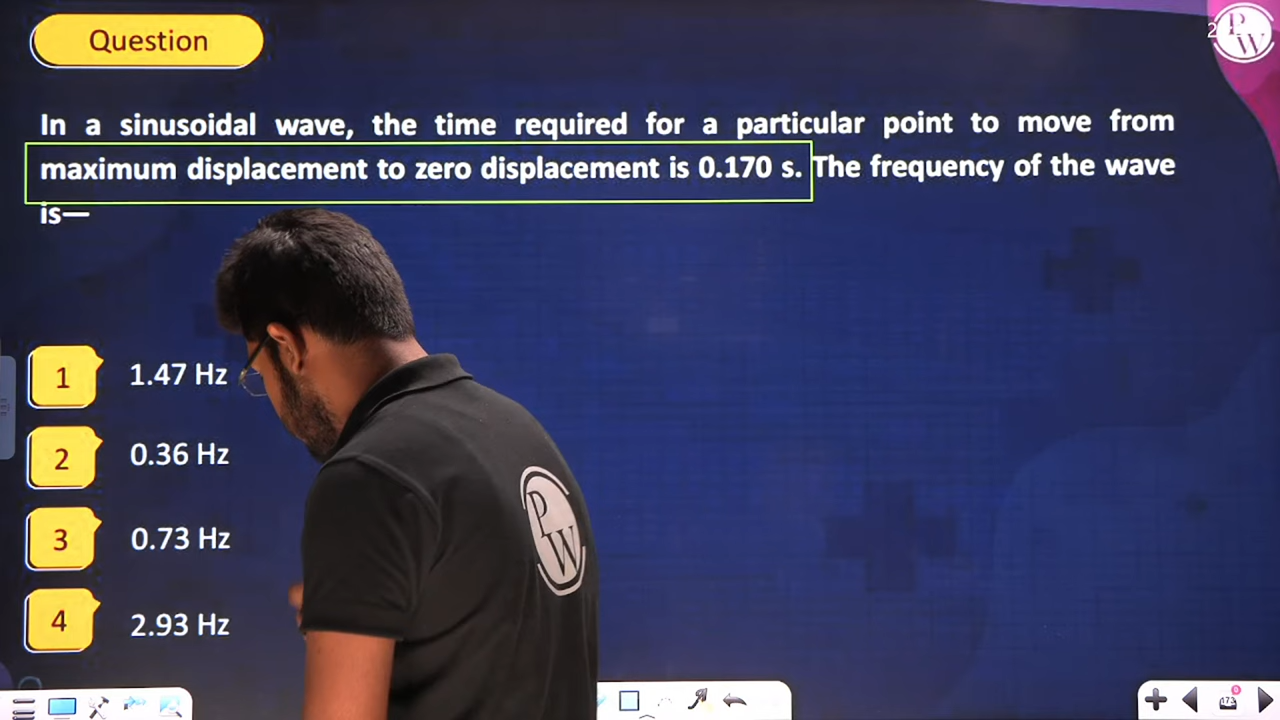 Question
In a sinusoidal wave, the time required for a particular point to move from
maximum displacement to zero displacement is 0.170 s. The frequency of the wave
is—
1 1.47 Hz
2 0.36 Hz
3 0.73 Hz
4 2.93 Hz
PW
PW